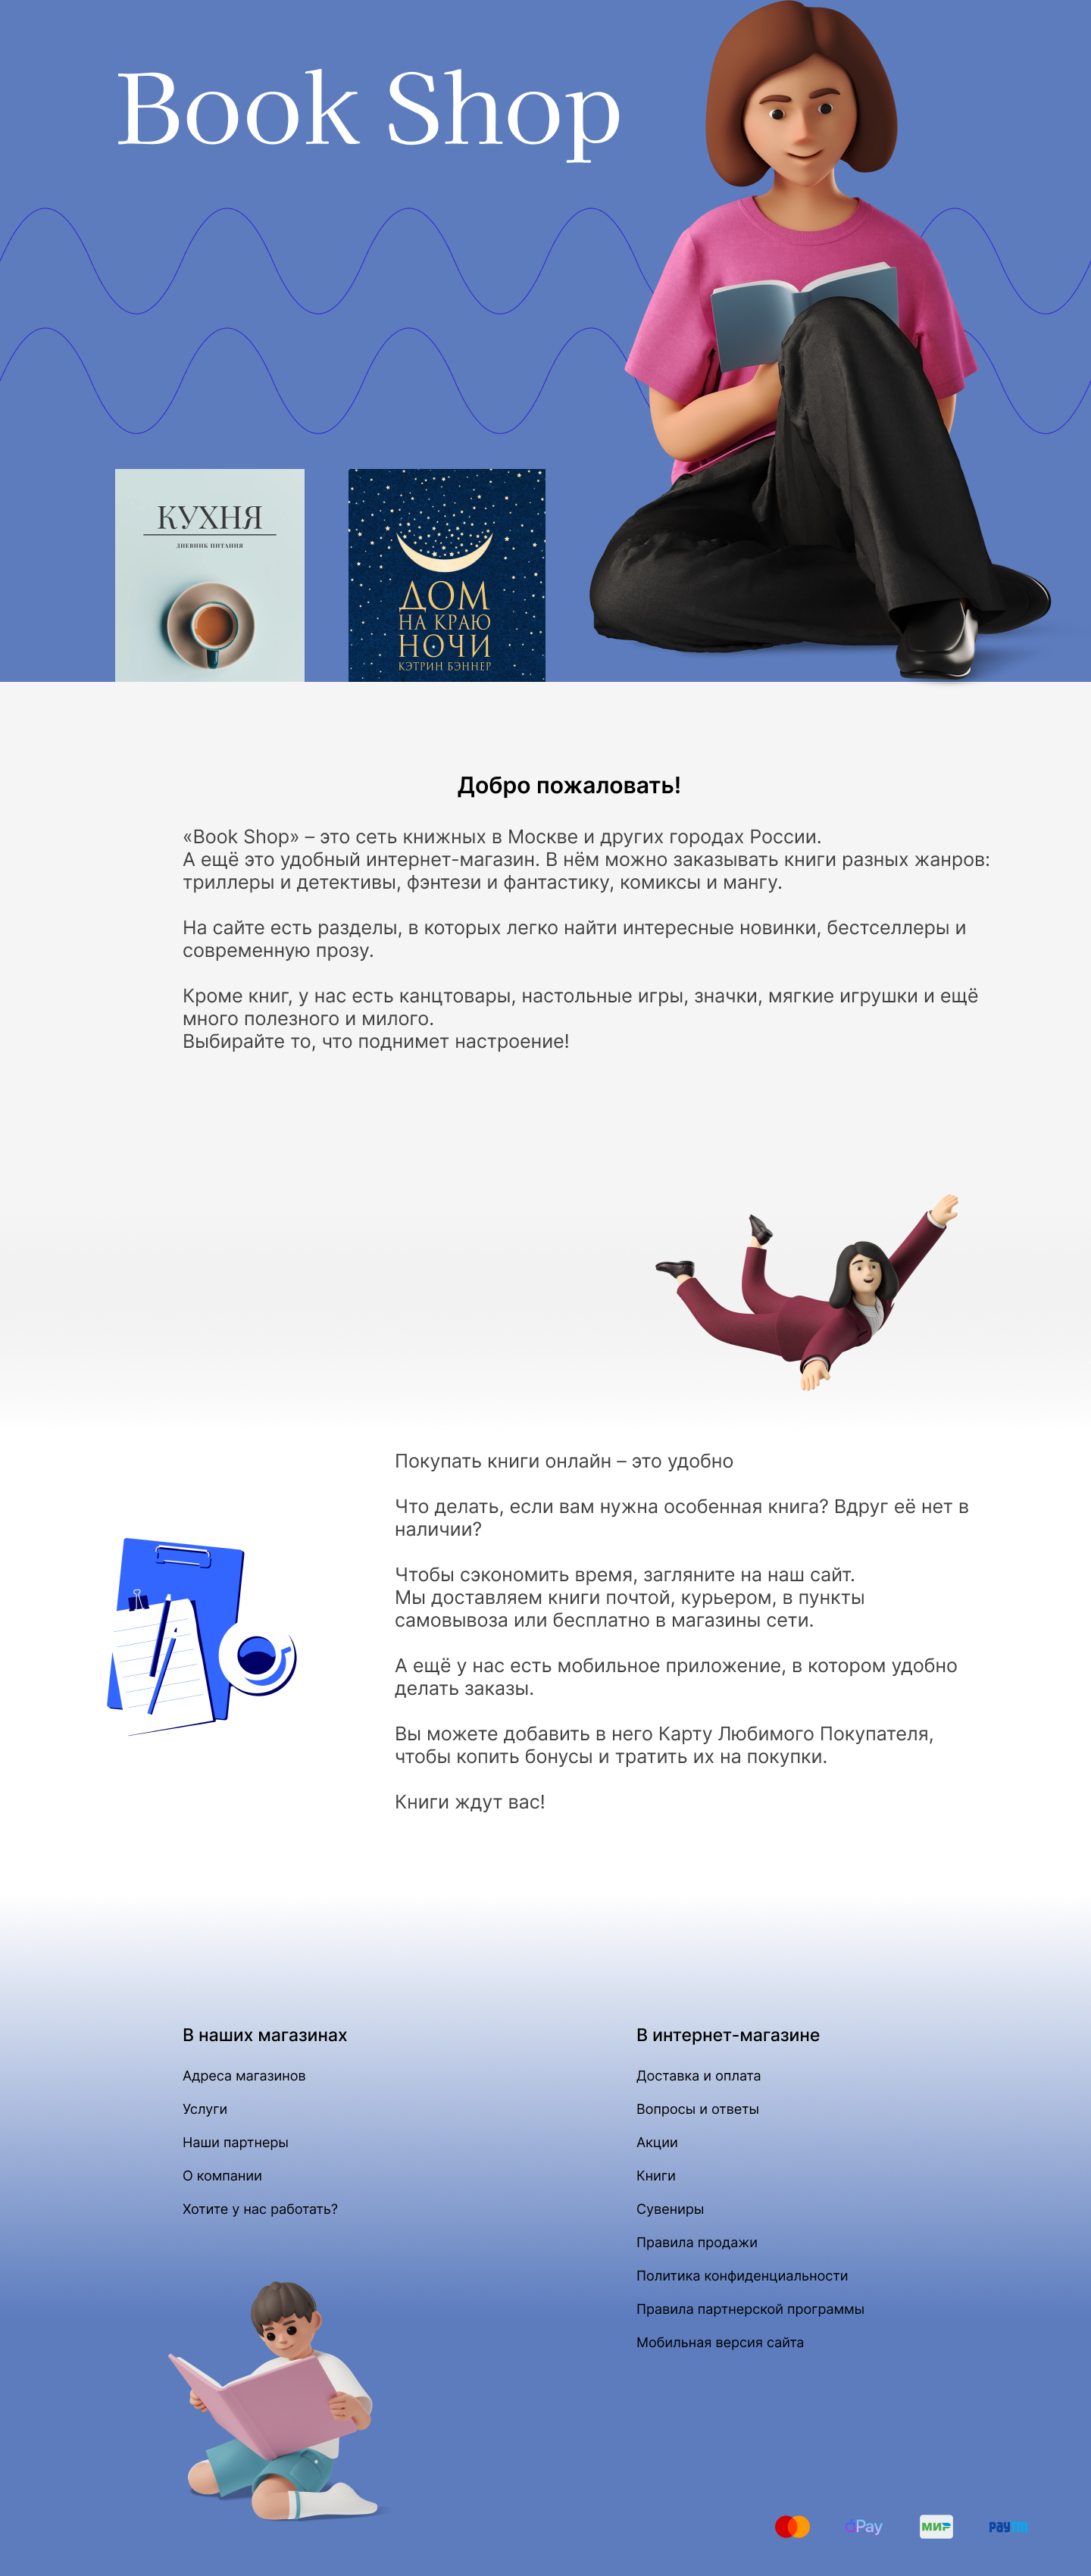 Book Shop
КУХНЯ
ДНЕВНИК ПИТАНИЯ
ДОМ
НА КРАЮ
НОЧИ
КЭТРИН БЭННЕР
Добро пожаловать!
«Book Shop» – это сеть книжных в Москве и других городах России.
А ещё это удобный интернет-магазин. В нём можно заказывать книги разных жанров:
триллеры и детективы, фэнтези и фантастику, комиксы и мангу.
На сайте есть разделы, в которых легко найти интересные новинки, бестселлеры и
современную прозу.
Кроме книг, у нас есть канцтовары, настольные игры, значки, мягкие игрушки и ещё
много полезного и милого.
Выбирайте то, что поднимет настроение!
Покупать книги онлайн – это удобно
Что делать, если вам нужна особенная книга? Вдруг её нет в
наличии?
Чтобы сэкономить время, загляните на наш сайт.
Мы доставляем книги почтой, курьером, в пункты
самовывоза или бесплатно в магазины сети.
А ещё у нас есть мобильное приложение, в котором удобно
делать заказы.
Вы можете добавить в него Карту Любимого Покупателя,
чтобы копить бонусы и тратить их на покупки.
Книги ждут вас!
В наших магазинах
Адреса магазинов
Услуги
Наши партнеры
О компании
Хотите у нас работать?
В интернет-магазине
Доставка и оплата
Вопросы и ответы
Акции
Книги
Сувениры
Правила продажи
Политика конфиденциальности
Правила партнерской программы
Мобильная версия сайта
Pay
МИР
paytm